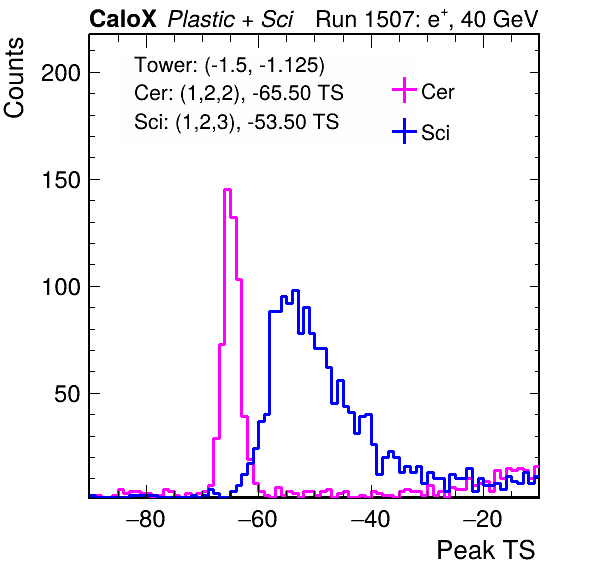 CaloX Plastic + Sci Run 1507: e+, 40 GeV
Counts
Tower: (-1.5, -1.125)
Cer: (1,2,2), -65.50 TS
Sci: (1,2,3), -53.50 TS
Cer
Sci
200
150
100
50
−80 −60 −40 −20
Peak TS